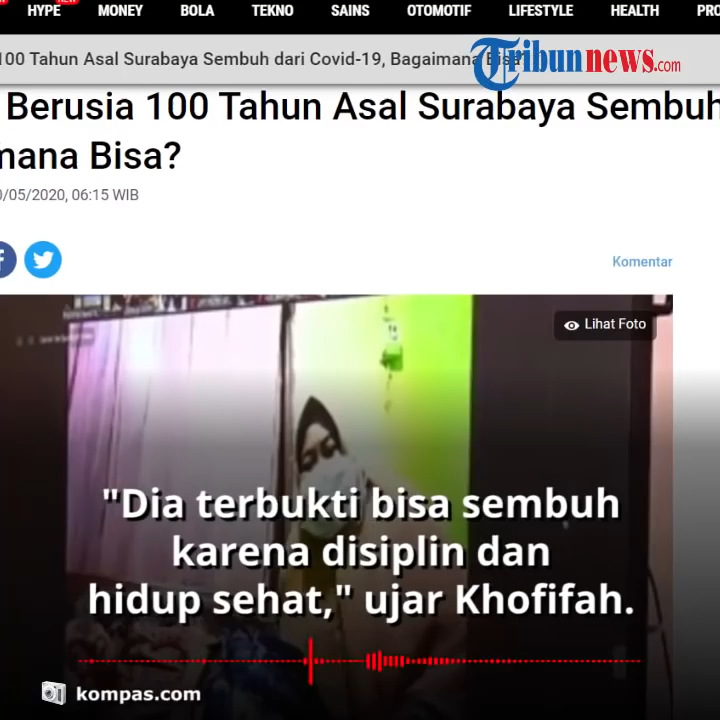 HYPE MONEY BOLA TEKNO SAINS OTOMOTIF LIFESTYLE HEALTH PRO
100 Tahun Asal Surabaya Sembuh dari Covid-19, Bagaimana Bisa?
Tribunnews.com
Berusia 100 Tahun Asal Surabaya Sembuh
mana Bisa?
0/05/2020, 06:15 WIB
Komentar
Lihat Foto
"Dia terbukti bisa sembuh
karena disiplin dan
hidup sehat," ujar Khofifah.
kompas.com